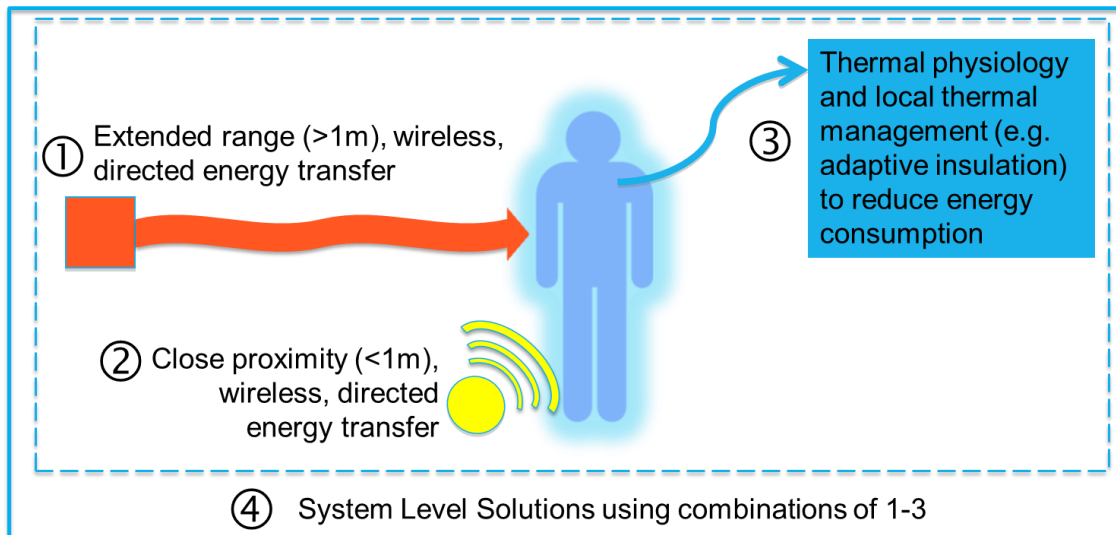 ① Extended range (>1m), wireless,
directed energy transfer
② Close proximity (<1m),
wireless, directed
energy transfer
③
Thermal physiology
and local thermal
management (e.g.
adaptive insulation)
to reduce energy
consumption
④ System Level Solutions using combinations of 1-3